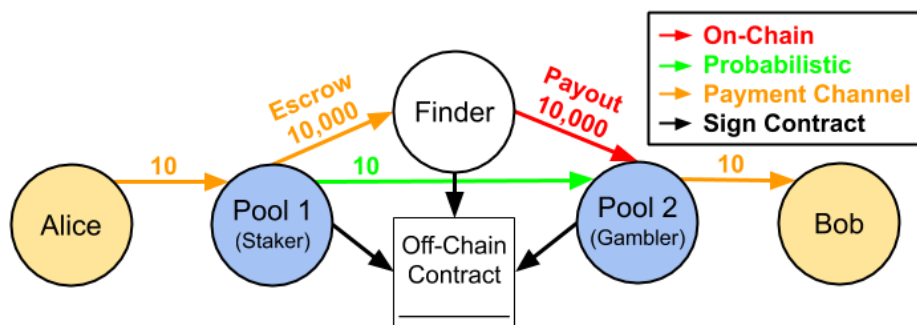 On-Chain
Probabilistic
Payment Channel
Sign Contract
Escrow
10,000
Finder
Payout
10,000
10
10
10
Alice
Pool 1
(Staker)
Off-Chain
Contract
Pool 2
(Gambler)
Bob